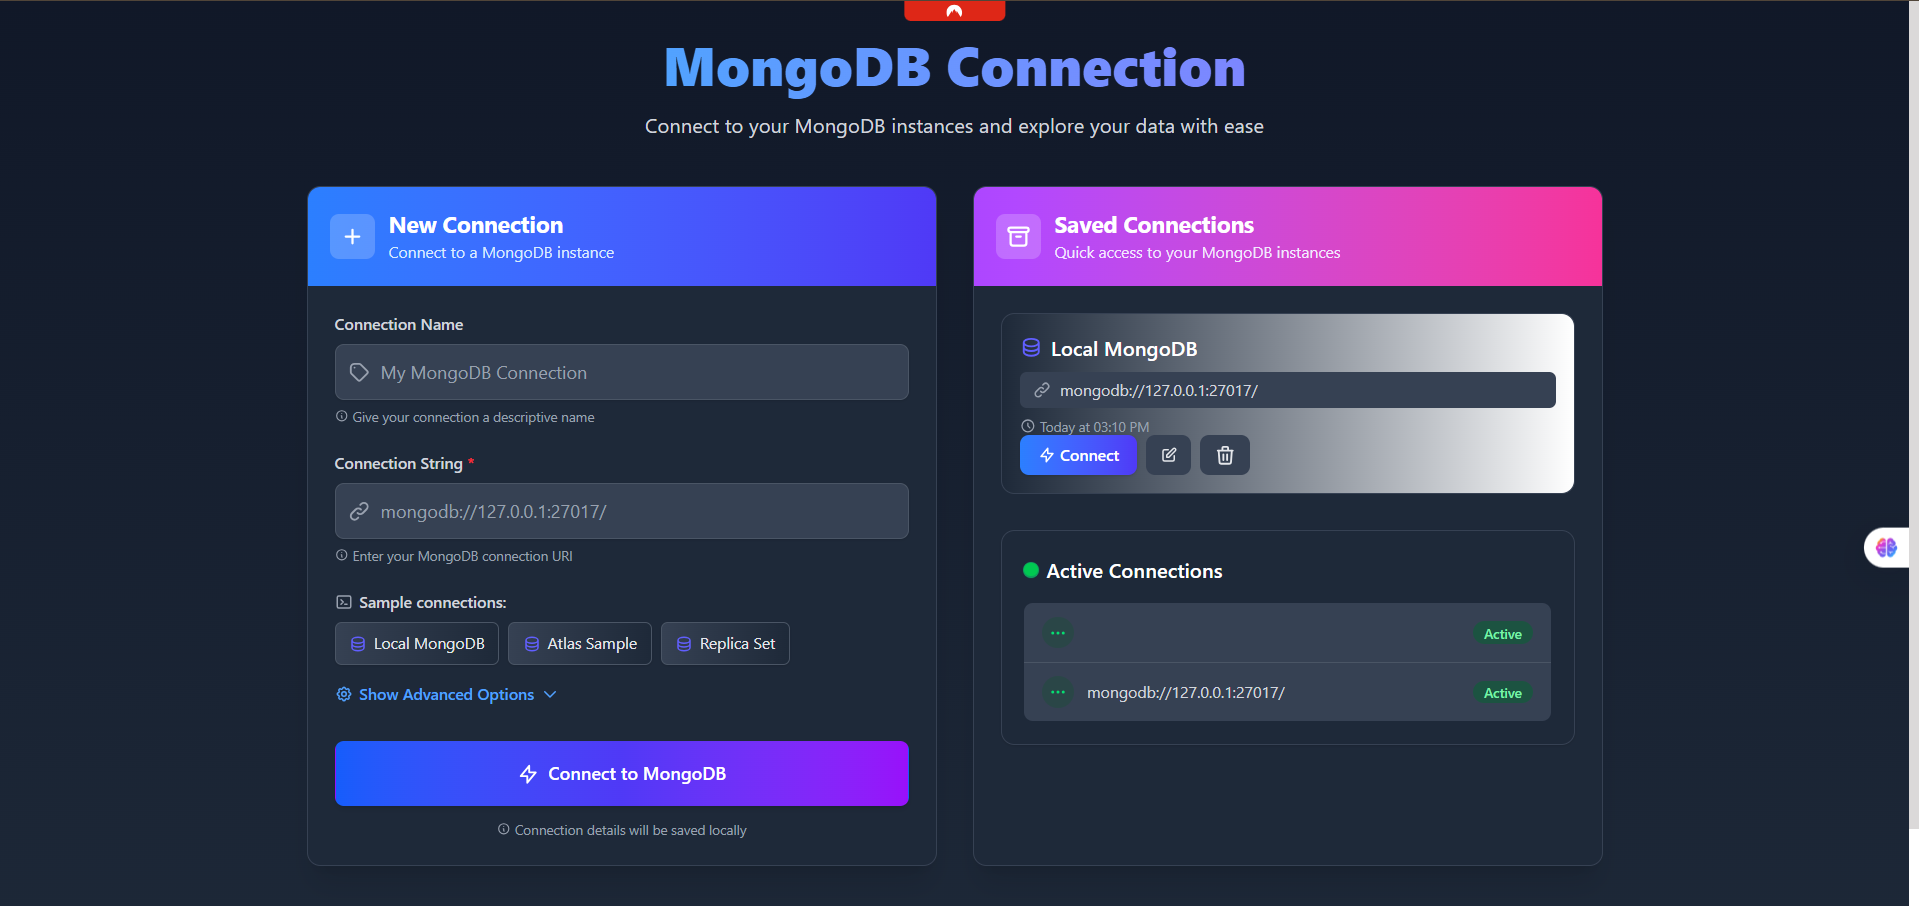 MongoDB Connection
Connect to your MongoDB instances and explore your data with ease
New Connection
Connect to a MongoDB instance
Connection Name
My MongoDB Connection
Give your connection a descriptive name
Connection String *
mongodb://127.0.0.1:27017/
Enter your MongoDB connection URI
Sample connections:
Local MongoDB
Atlas Sample
Replica Set
Show Advanced Options
Connect to MongoDB
Connection details will be saved locally
Saved Connections
Quick access to your MongoDB instances
Local MongoDB
mongodb://127.0.0.1:27017/
Today at 03:10 PM
Connect
Active Connections
Active
mongodb://127.0.0.1:27017/
Active